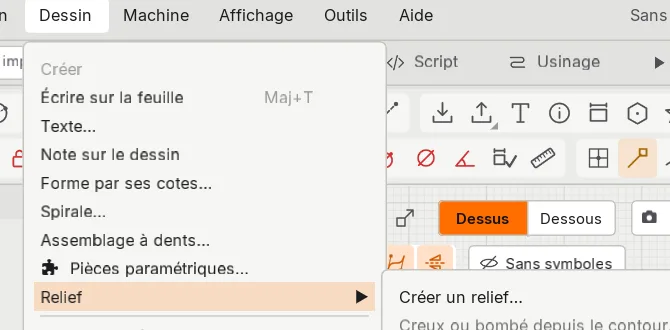 Dessin Machine Affichage Outils Aide Sans
Créer
Écrire sur la feuille Maj+T
Texte...
Note sur le dessin
Forme par ses cotes...
Spirale...
Assemblage à dents...
Pièces paramétriques...
Relief
Script Usinage
Dessus Dessous
Sans symboles
Créer un relief...
Creux ou bombé depuis le contour